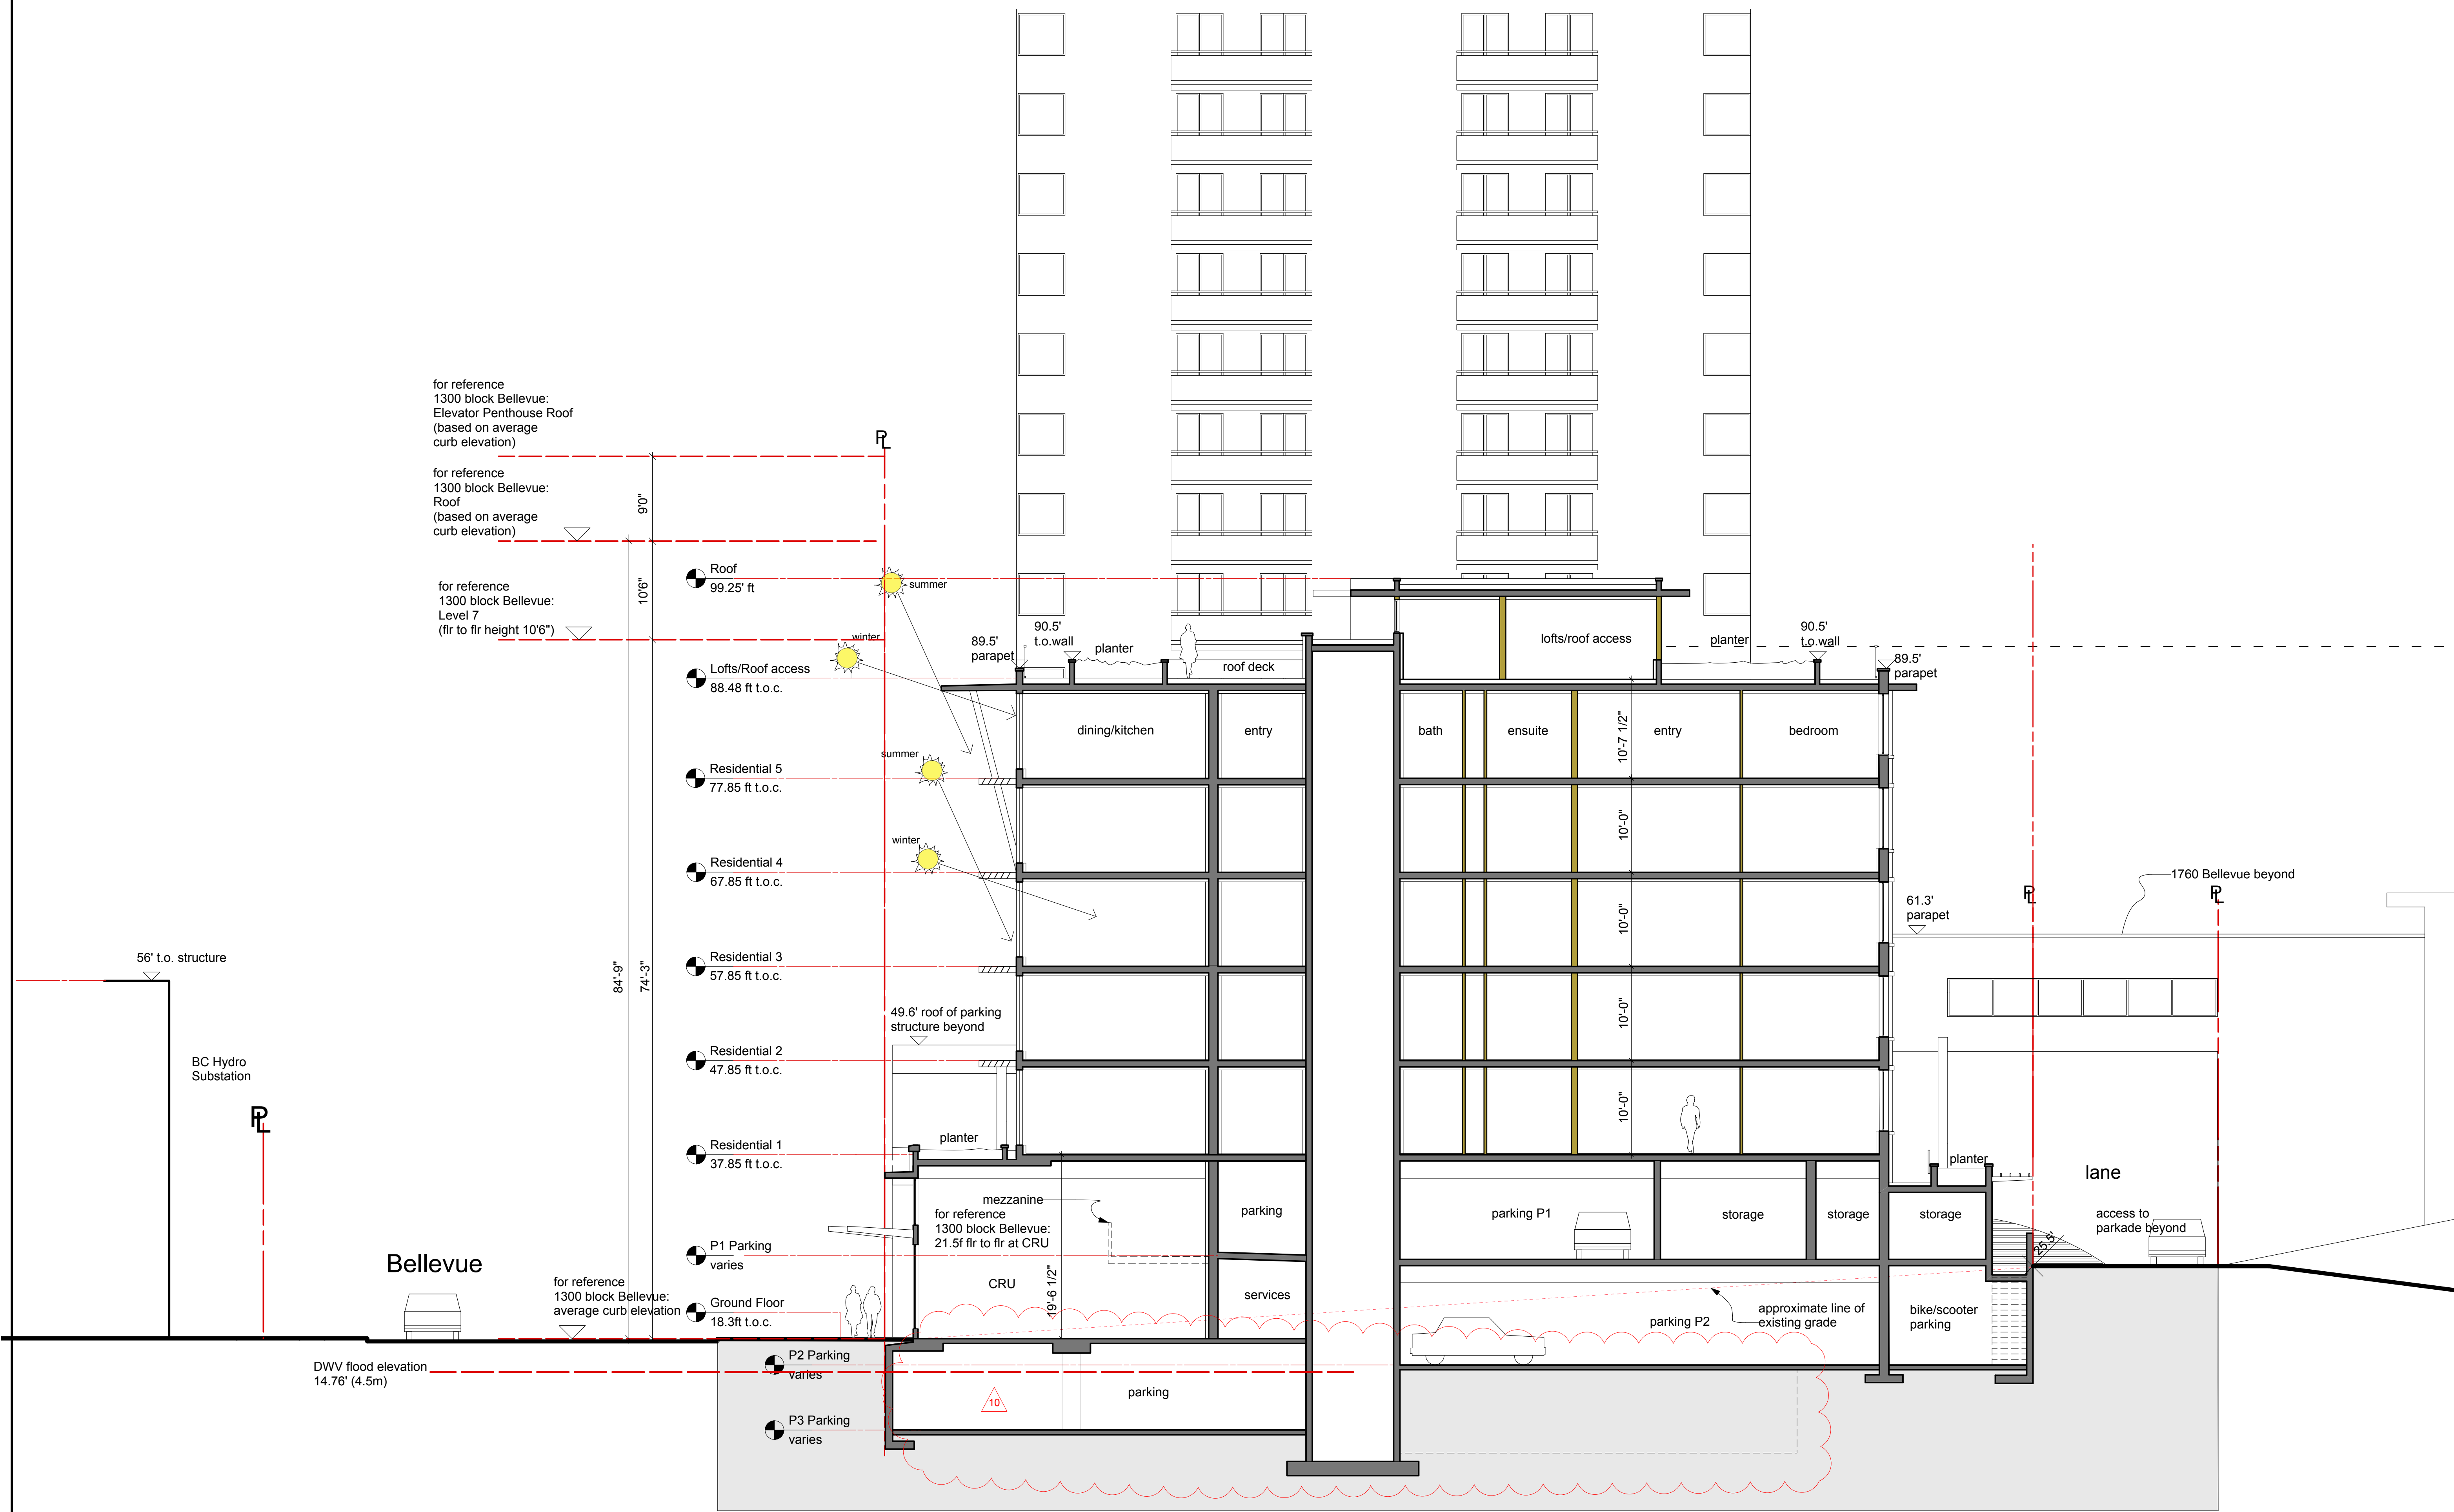 for reference
1300 block Bellevue:
Elevator Penthouse Roof
(based on average
curb elevation)
PL
for reference
1300 block Bellevue:
Roof
(based on average
curb elevation)
9'0"
10'6"
for reference
1300 block Bellevue:
Level 7
(flr to flr height 10'6")
84'-9"
74'-3"
Roof
99.25' ft
Lofts/Roof access
88.48 ft t.o.c.
Residential 5
77.85 ft t.o.c.
Residential 4
67.85 ft t.o.c.
Residential 3
57.85 ft t.o.c.
Residential 2
47.85 ft t.o.c.
Residential 1
37.85 ft t.o.c.
P1 Parking
varies
Ground Floor
18.3ft t.o.c.
P2 Parking
varies
P3 Parking
varies
summer
winter
summer
winter
89.5'
parapet
90.5'
t.o.wall
planter
roof deck
lofts/roof access
planter
90.5'
t.o.wall
89.5'
parapet
dining/kitchen
entry
bath
ensuite
entry
bedroom
10'-7 1/2"
10'-0"
10'-0"
10'-0"
10'-0"
56' t.o. structure
BC Hydro
Substation
PL
49.6' roof of parking
structure beyond
61.3'
parapet
PL
PL
1760 Bellevue beyond
planter
mezzanine
for reference
1300 block Bellevue:
21.5f flr to flr at CRU
CRU
19'-6 1/2"
parking
services
parking P1
storage
storage
storage
planter
lane
access to
parkade beyond
25.5'
Bellevue
for reference
1300 block Bellevue:
average curb elevation
parking P2
approximate line of
existing grade
bike/scooter
parking
DWV flood elevation
14.76' (4.5m)
10
parking